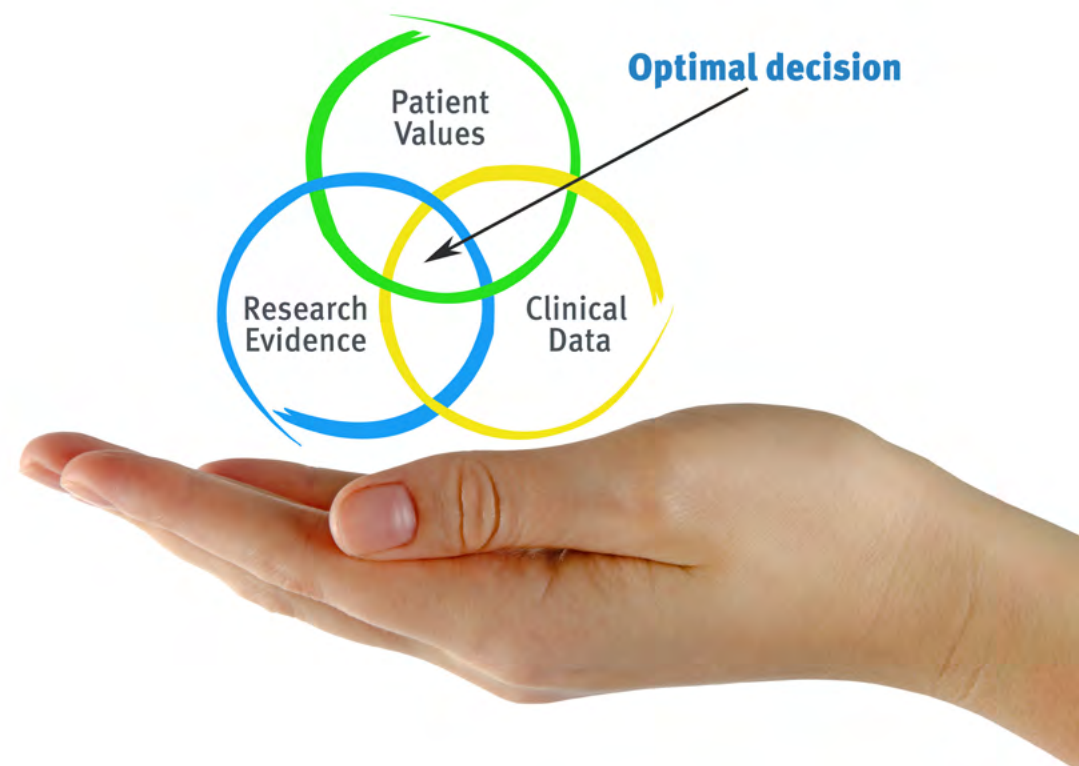 Optimal decision
Patient
Values
Research
Evidence
Clinical
Data